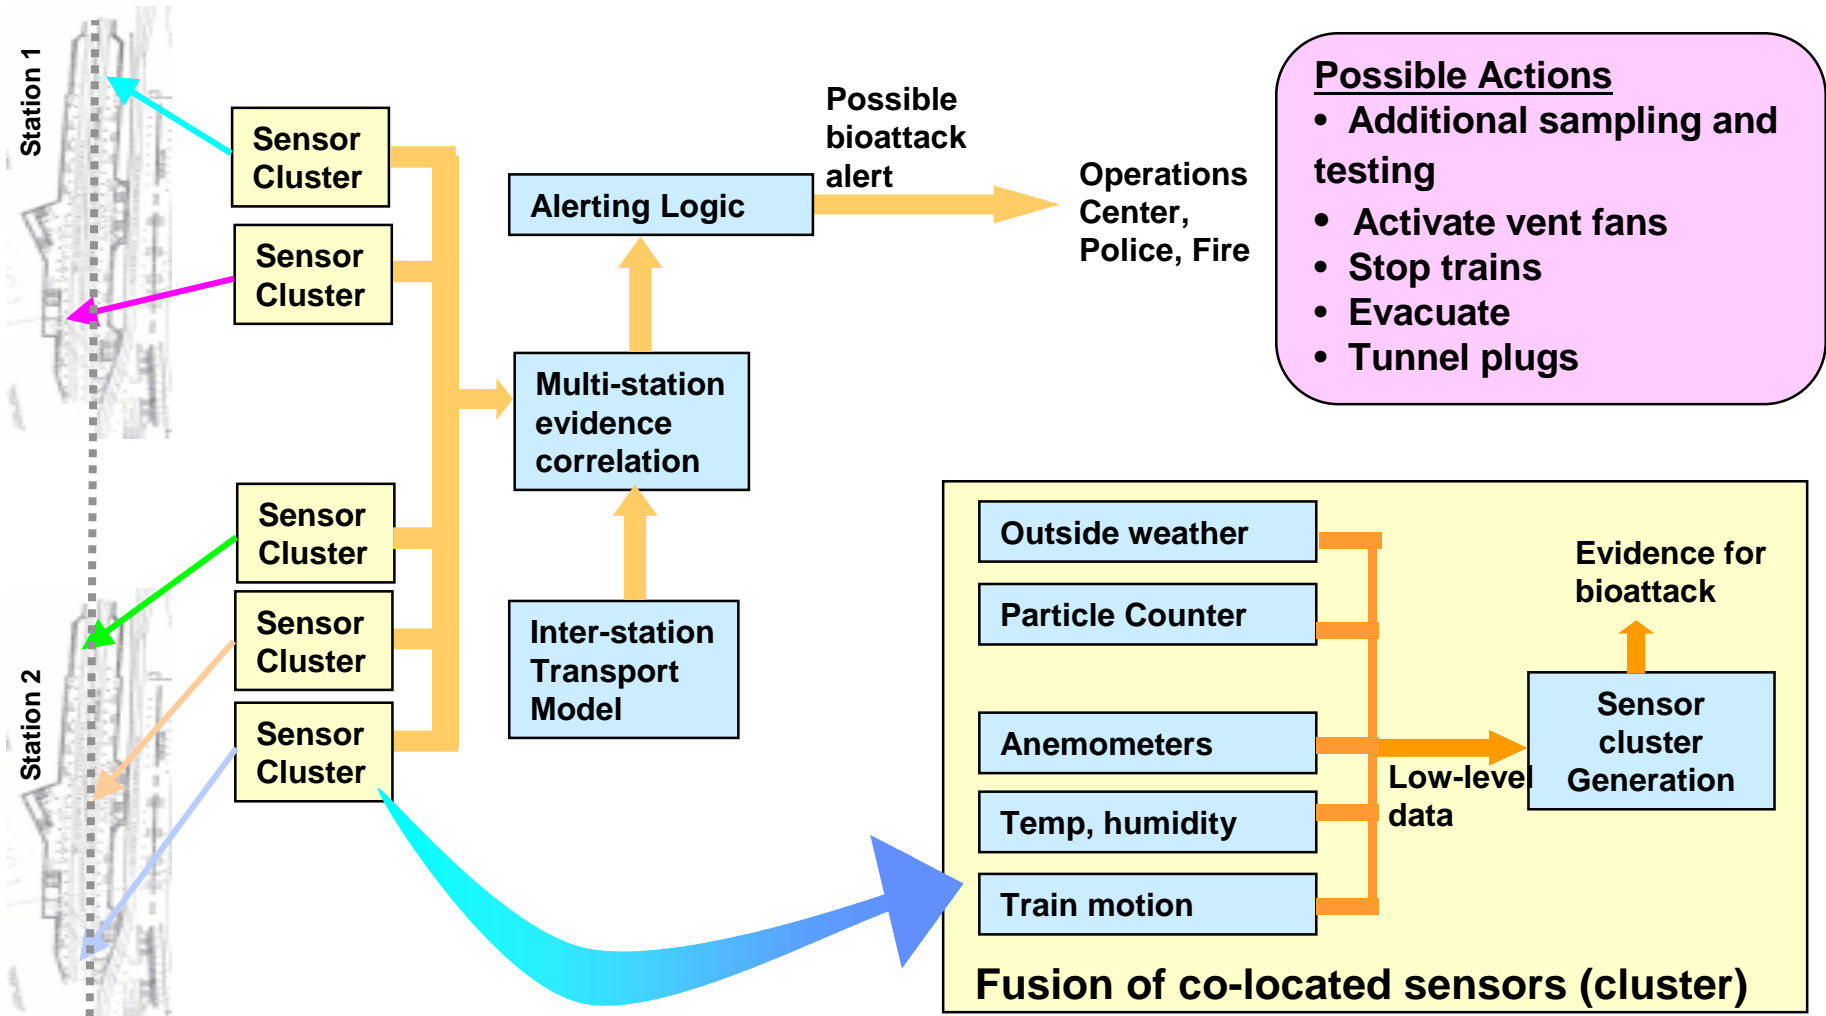 Station 1
Sensor
Cluster
Sensor
Cluster
Sensor
Cluster
Sensor
Cluster
Sensor
Cluster
Station 2
Alerting Logic
Multi-station
evidence
correlation
Inter-station
Transport
Model
Possible
bioattack
alert
Operations
Center,
Police, Fire
Possible Actions
• Additional sampling and
testing
• Activate vent fans
• Stop trains
• Evacuate
• Tunnel plugs
Outside weather
Particle Counter
Anemometers
Temp, humidity
Train motion
Low-level
data
Evidence for
bioattack
Sensor
cluster
Generation
Fusion of co-located sensors (cluster)